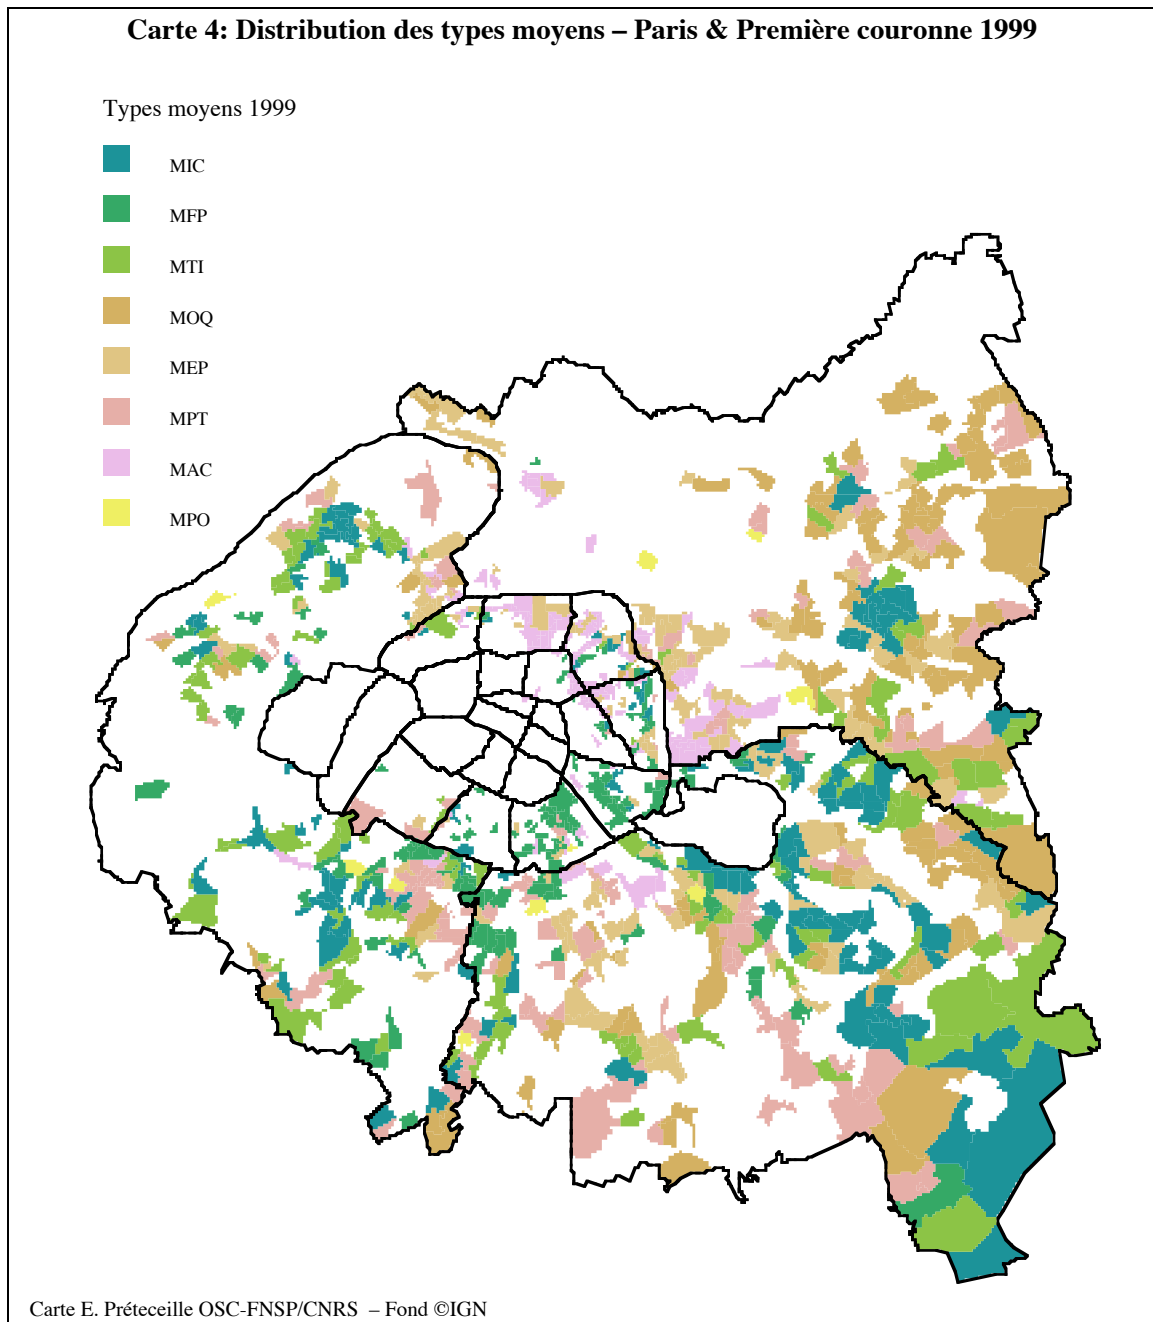 Carte 4: Distribution des types moyens – Paris & Première couronne 1999
Types moyens 1999
MIC
MFP
MTI
MOQ
MEP
MPT
MAC
MPO
Carte E. Préteceille OSC-FNSP/CNRS – Fond ©IGN